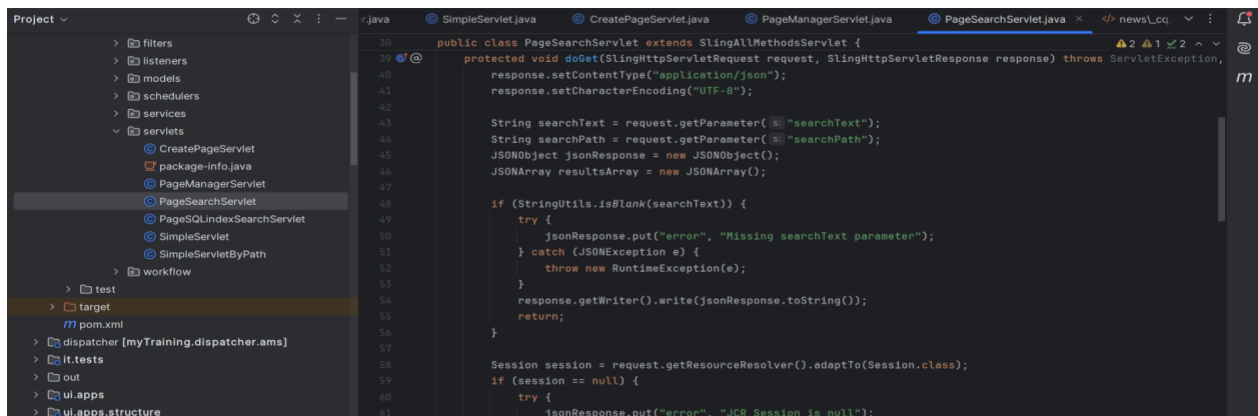 Project
filters
listeners
models
schedulers
services
servlets
CreatePageServlet
package-info.java
PageManagerServlet
PageSearchServlet
PageSQLindexSearchServlet
SimpleServlet
SimpleServletByPath
workflow
test
target
pom.xml
dispatcher [myTraining.dispatcher.ams]
it.tests
out
ui.apps
ui.apps.structure
r.java SimpleServlet.java CreatePageServlet.java PageManagerServlet.java PageSearchServlet.java news\_cq
30 public class PageSearchServlet extends SlingAllMethodsServlet { 2 1 2
39 @ protected void doGet(SlingHttpServletRequest request, SlingHttpServletResponse response) throws ServletException,
40 response.setContentType("application/json");
41 response.setCharacterEncoding("UTF-8");
42
43 String searchText = request.getParameter( s: "searchText");
44 String searchPath = request.getParameter( s: "searchPath");
45 JSONObject jsonResponse = new JSONObject();
46 JSONArray resultsArray = new JSONArray();
47
48 if (StringUtils.isBlank(searchText)) {
49 try {
50 jsonResponse.put("error", "Missing searchText parameter");
51 } catch (JSONException e) {
52 throw new RuntimeException(e);
53 }
54 response.getWriter().write(jsonResponse.toString());
55 return;
56 }
57
58 Session session = request.getResourceResolver().adaptTo(Session.class);
59 if (session == null) {
60 try {
61 jsonResponse.put("error", "JCR Session is null");
m